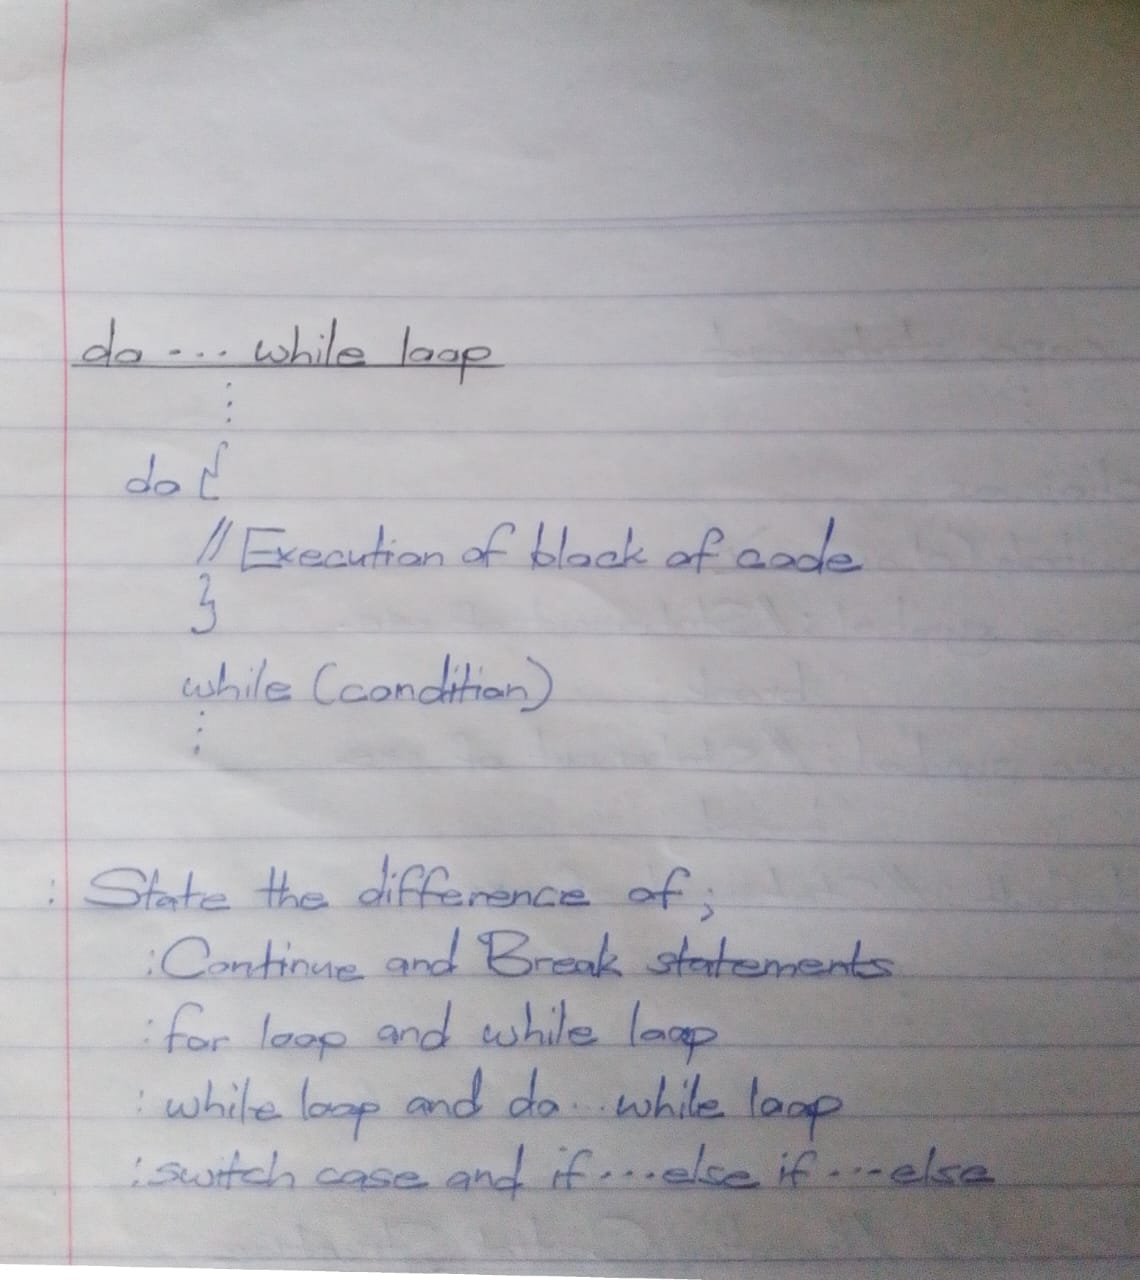 do .... while loop
:
do {
// Execution of block of code
}
while (condition)
:
: State the difference of;
: Continue and Break statements
: for loop and while loop
: while loop and do...while loop
: switch case and if...else if...else